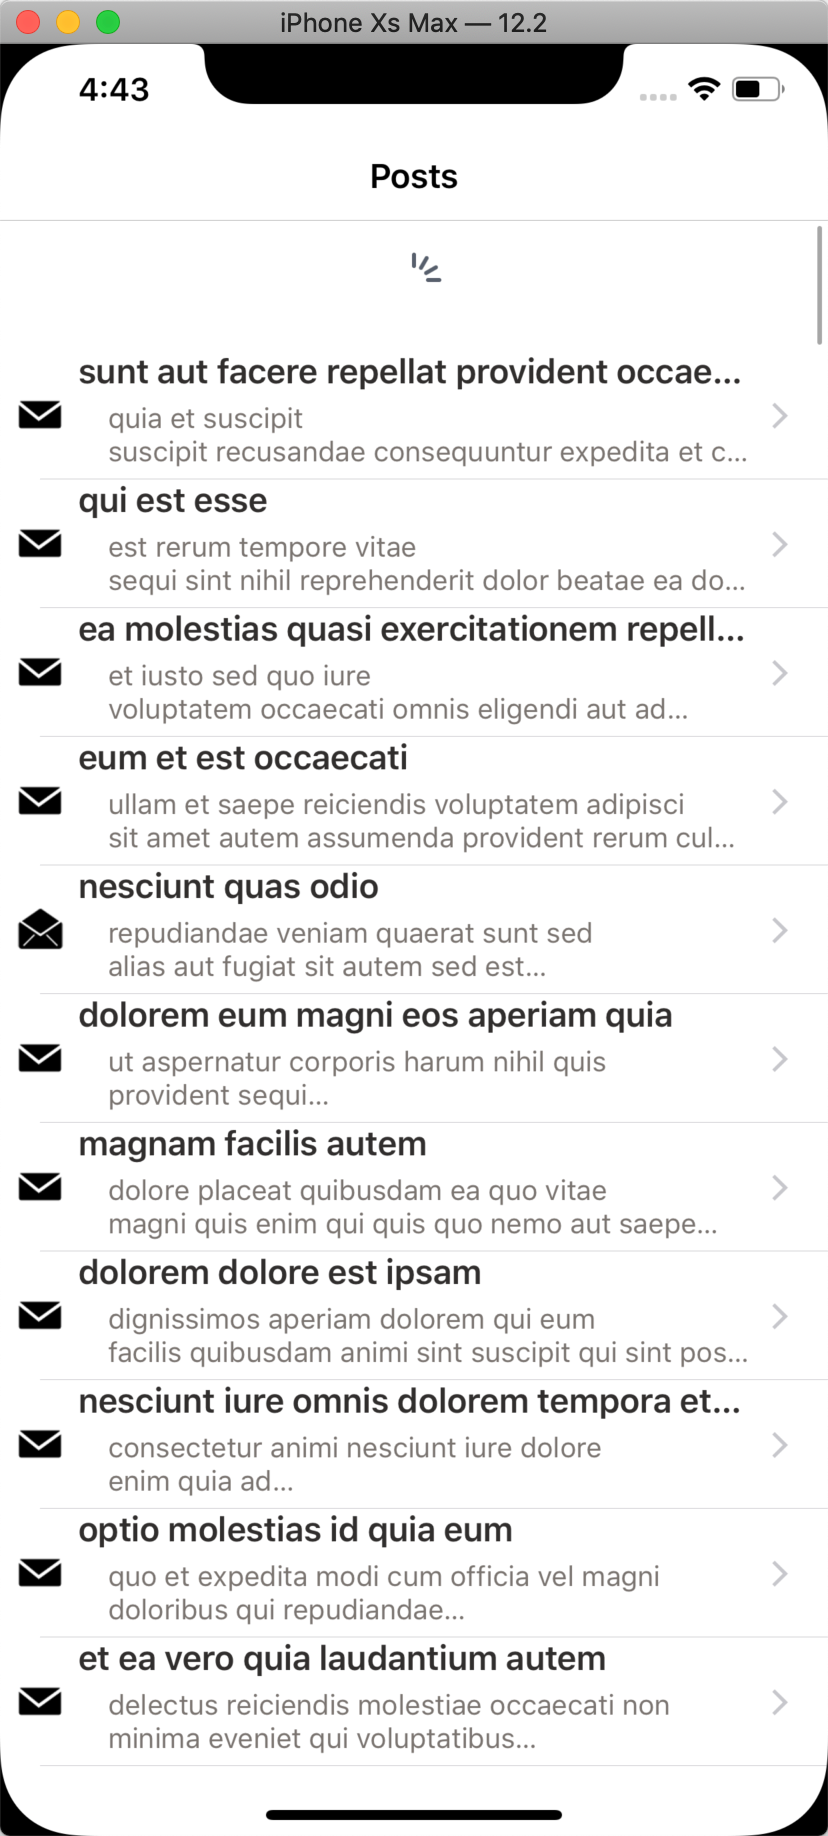 iPhone Xs Max — 12.2
4:43
Posts
sunt aut facere repellat provident occae...
quia et suscipit
suscipit recusandae consequuntur expedita et c...
qui est esse
est rerum tempore vitae
sequi sint nihil reprehenderit dolor beatae ea do...
ea molestias quasi exercitationem repell...
et iusto sed quo iure
voluptatem occaecati omnis eligendi aut ad...
eum et est occaecati
ullam et saepe reiciendis voluptatem adipisci
sit amet autem assumenda provident rerum cul...
nesciunt quas odio
repudiandae veniam quaerat sunt sed
alias aut fugiat sit autem sed est...
dolorem eum magni eos aperiam quia
ut aspernatur corporis harum nihil quis
provident sequi...
magnam facilis autem
dolore placeat quibusdam ea quo vitae
magni quis enim qui quis quo nemo aut saepe...
dolorem dolore est ipsam
dignissimos aperiam dolorem qui eum
facilis quibusdam animi sint suscipit qui sint pos...
nesciunt iure omnis dolorem tempora et...
consectetur animi nesciunt iure dolore
enim quia ad...
optio molestias id quia eum
quo et expedita modi cum officia vel magni
doloribus qui repudiandae...
et ea vero quia laudantium autem
delectus reiciendis molestiae occaecati non
minima eveniet qui voluptatibus...